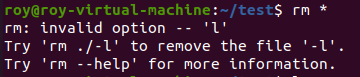 roy@roy-virtual-machine:~/test$ rm *
rm: invalid option -- 'l'
Try 'rm ./-l' to remove the file '-l'.
Try 'rm --help' for more information.